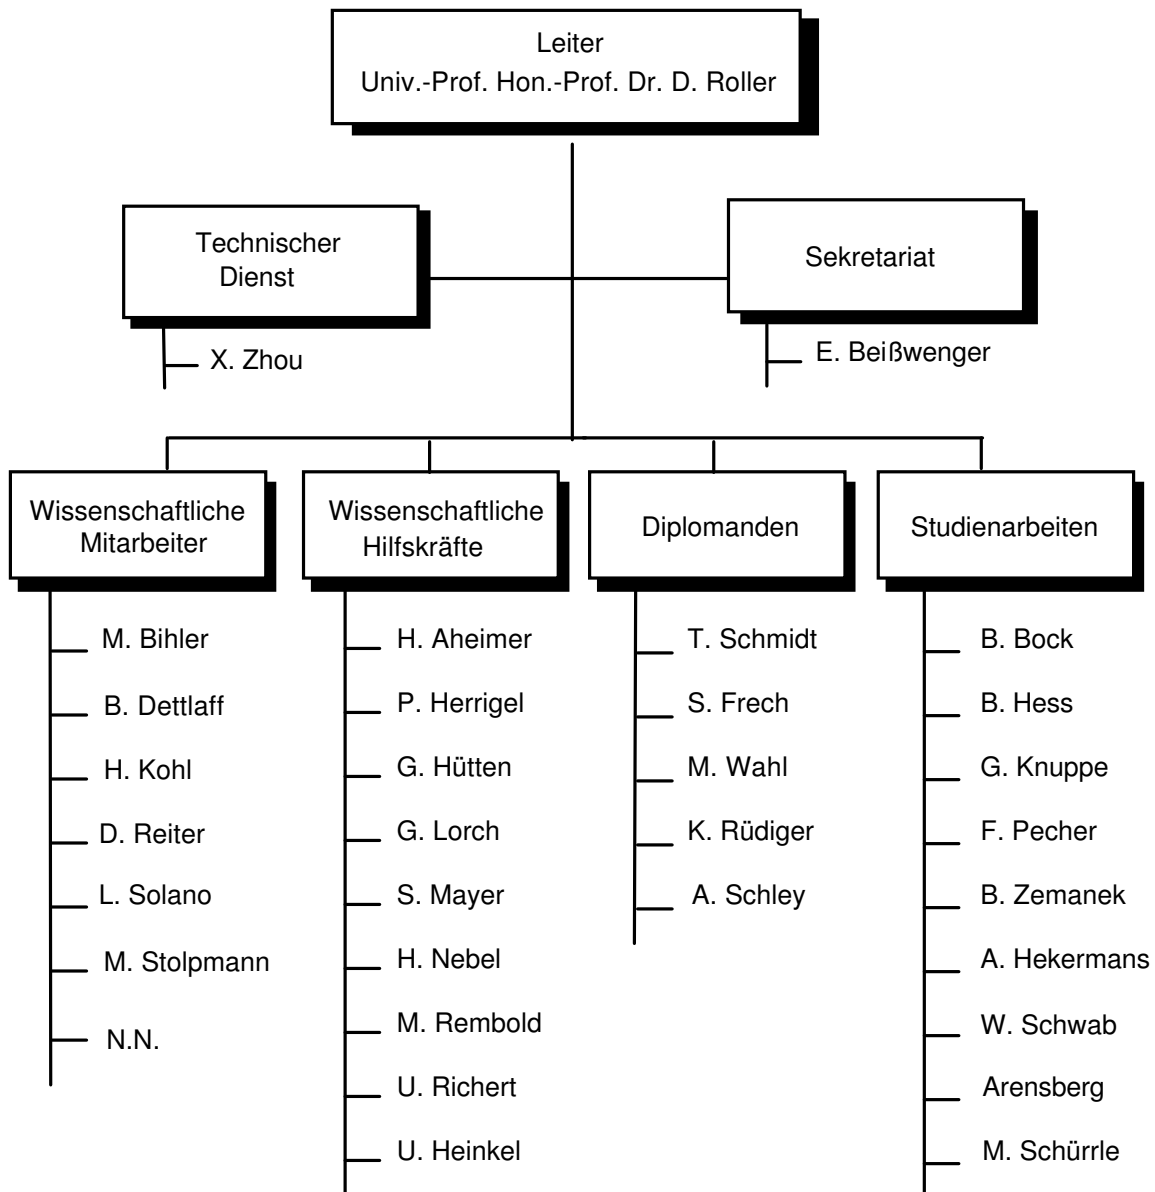 Leiter
Univ.-Prof. Hon.-Prof. Dr. D. Roller
Technischer
Dienst
X. Zhou
Sekretariat
E. Beißwenger
Wissenschaftliche
Mitarbeiter
M. Bihler
B. Dettlaff
H. Kohl
D. Reiter
L. Solano
M. Stolpmann
N.N.
Wissenschaftliche
Hilfskräfte
H. Aheimer
P. Herrigel
G. Hütten
G. Lorch
S. Mayer
H. Nebel
M. Rembold
U. Richert
U. Heinkel
Diplomanden
T. Schmidt
S. Frech
M. Wahl
K. Rüdiger
A. Schley
Studienarbeiten
B. Bock
B. Hess
G. Knuppe
F. Pecher
B. Zemanek
A. Hekermans
W. Schwab
Arensberg
M. Schürrle